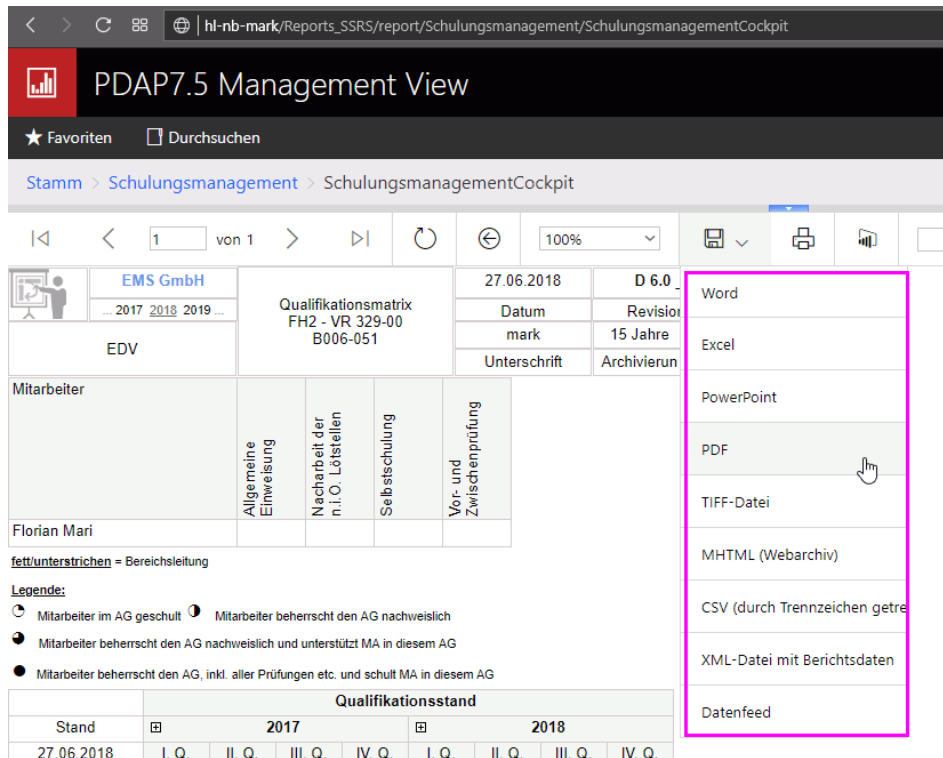 hl-nb-mark/Reports_SSRS/report/Schulungsmanagement/SchulungsmanagementCockpit
PDAP7.5 Management View
Favoriten Durchsuchen
Stamm > Schulungsmanagement > SchulungsmanagementCockpit
1 von 1 100%
EMS GmbH
... 2017 2018 2019 ...
EDV
Qualifikationsmatrix
FH2 - VR 329-00
B006-051
27.06.2018 D 6.0 _
Datum Revision
mark 15 Jahre
Unterschrift Archivierun
Mitarbeiter
Allgemeine
Einweisung
Nacharbeit der
n.i.O. Lötstellen
Selbstschulung
Vor- und
Zwischenprüfung
Florian Mari
fett/unterstrichen = Bereichsleitung
Legende:
Mitarbeiter im AG geschult Mitarbeiter beherrscht den AG nachweislich
Mitarbeiter beherrscht den AG nachweislich und unterstützt MA in diesem AG
Mitarbeiter beherrscht den AG, inkl. aller Prüfungen etc. und schult MA in diesem AG
Qualifikationsstand
Stand 2017 2018
27.06.2018 I. Q. II. Q. III. Q. IV. Q. I. Q. II. Q. III. Q. IV. Q.
Word
Excel
PowerPoint
PDF
TIFF-Datei
MHTML (Webarchiv)
CSV (durch Trennzeichen getre
XML-Datei mit Berichtsdaten
Datenfeed